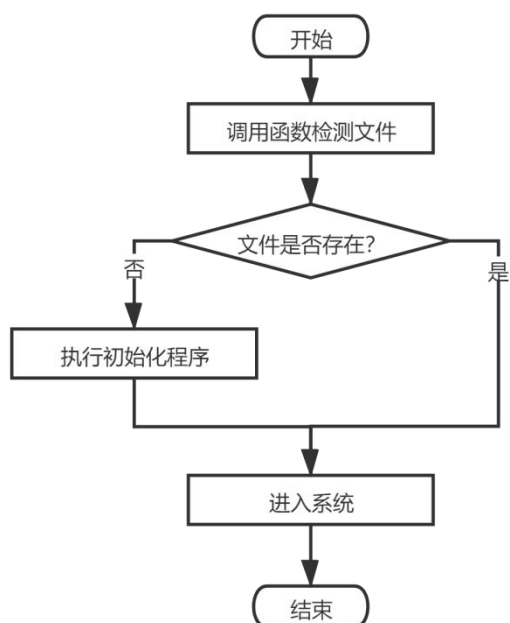 开始
调用函数检测文件
文件是否存在?
否
是
执行初始化程序
进入系统
结束